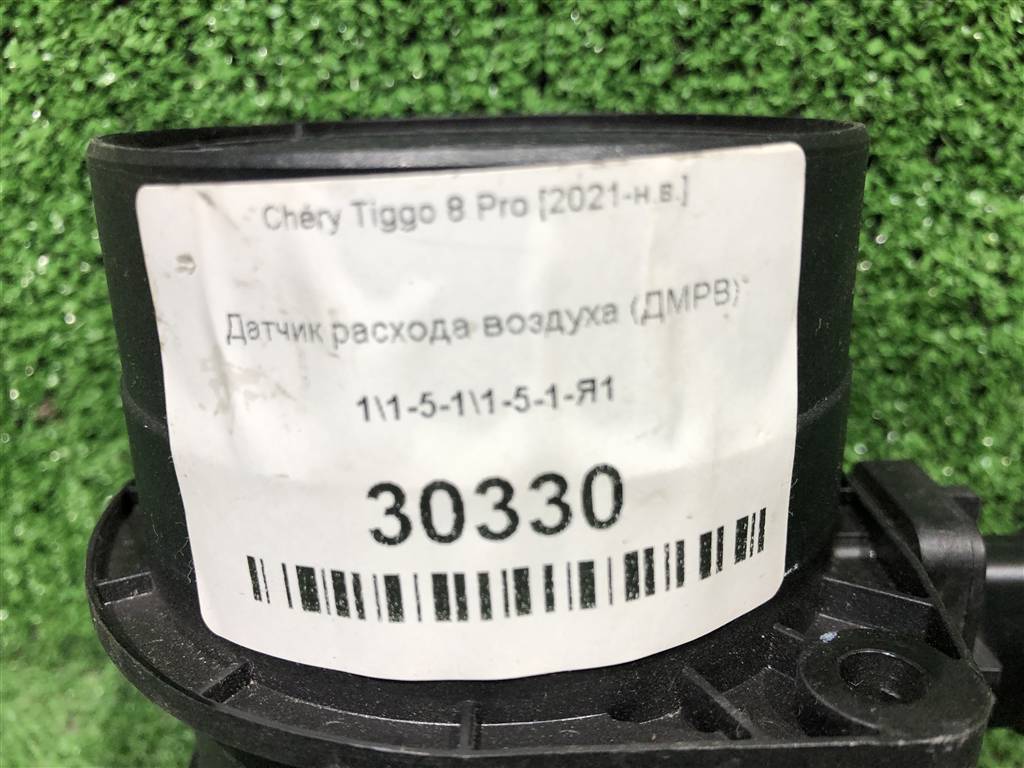 Chery Tiggo 8 Pro [2021-н.в.]
Датчик расхода воздуха (ДМРВ)
1\1-5-1\1-5-1-Я1
30330